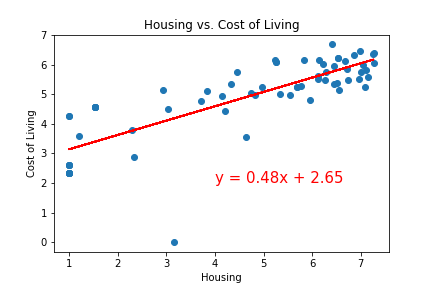 Housing vs. Cost of Living
7
6
5
4
3
2
1
0
Cost of Living
y = 0.48x + 2.65
1 2 3 4 5 6 7
Housing